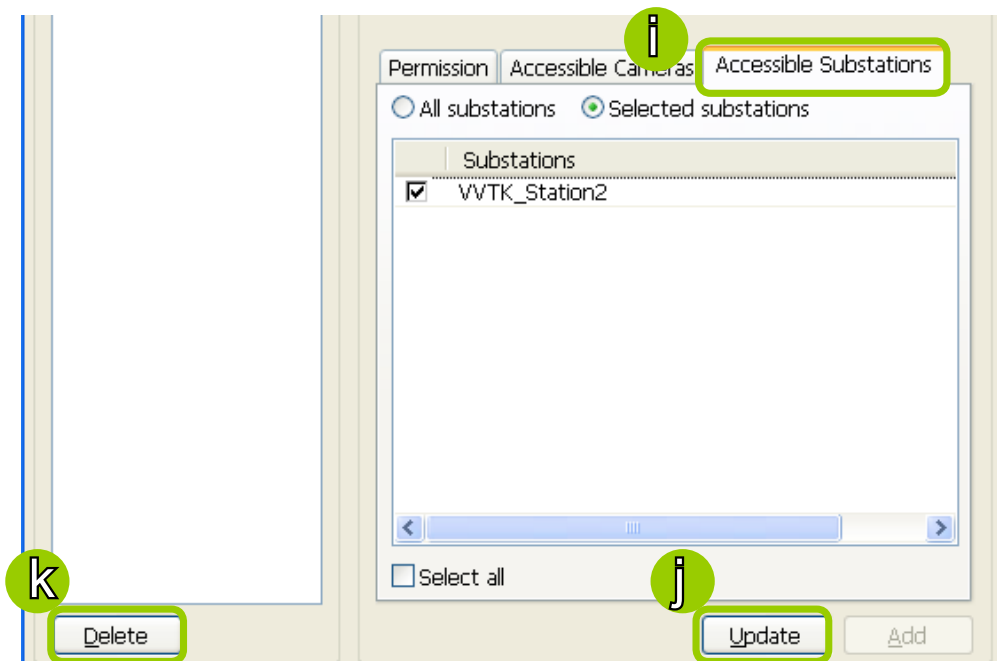 i
Permission Accessible Cameras Accessible Substations
All substations Selected substations
Substations
VVTK_Station2
Select all
k
j
Delete Update Add